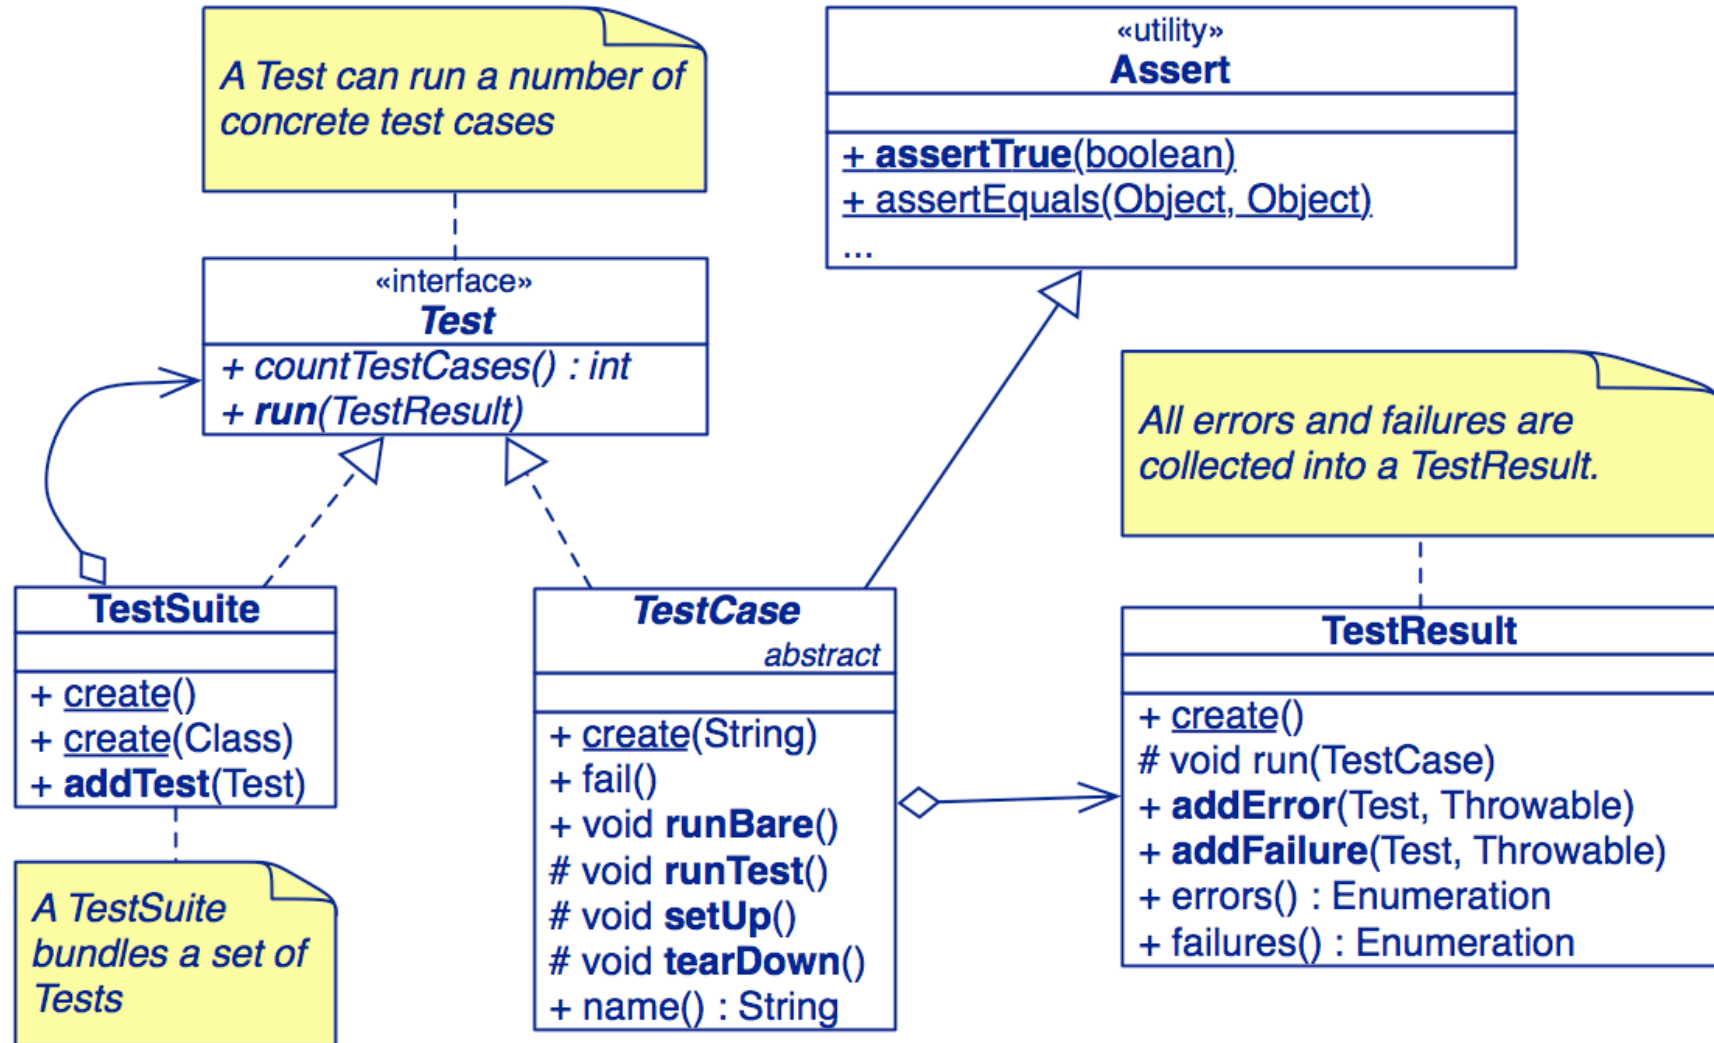 A Test can run a number of
concrete test cases
«utility»
Assert
+ assertTrue(boolean)
+ assertEquals(Object, Object)
...
«interface»
Test
+ countTestCases() : int
+ run(TestResult)
All errors and failures are
collected into a TestResult.
TestSuite
+ create()
+ create(Class)
+ addTest(Test)
A TestSuite
bundles a set of
Tests
TestCase
abstract
+ create(String)
+ fail()
+ void runBare()
# void runTest()
# void setUp()
# void tearDown()
+ name() : String
TestResult
+ create()
# void run(TestCase)
+ addError(Test, Throwable)
+ addFailure(Test, Throwable)
+ errors() : Enumeration
+ failures() : Enumeration